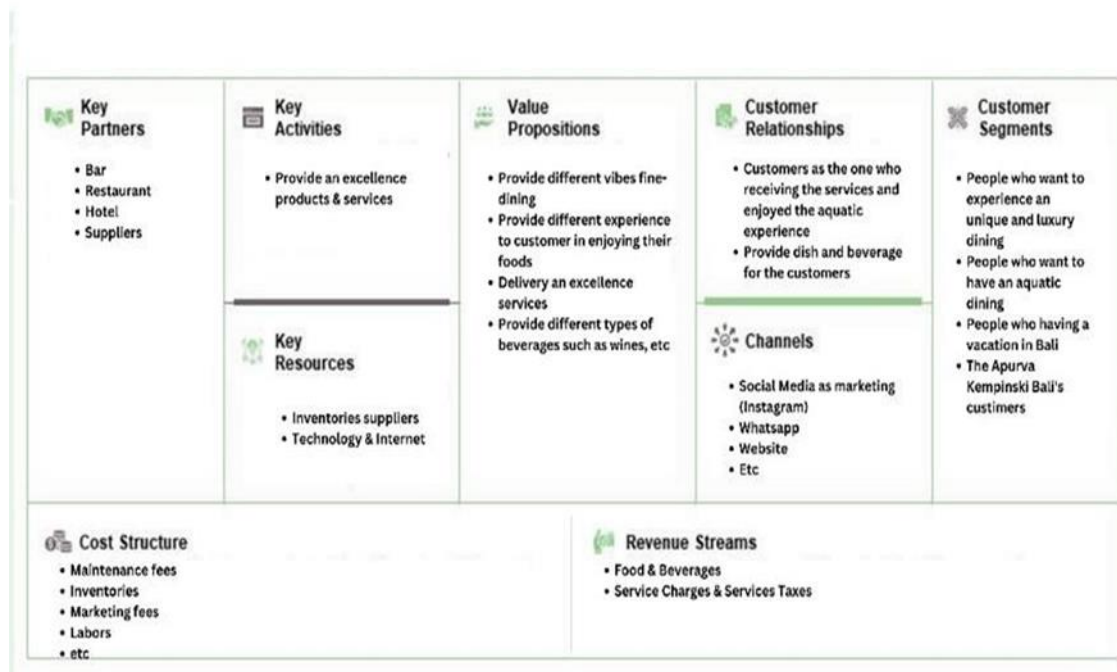 Key
Partners
• Bar
• Restaurant
• Hotel
• Suppliers
Key
Activities
• Provide an excellence
products & services
Key
Resources
• Inventories suppliers
• Technology & Internet
Value
Propositions
• Provide different vibes fine-
dining
• Provide different experience
to customer in enjoying their
foods
• Delivery an excellence
services
• Provide different types of
beverages such as wines, etc
Customer
Relationships
• Customers as the one who
receiving the services and
enjoyed the aquatic
experience
• Provide dish and beverage
for the customers
Channels
• Social Media as marketing
(Instagram)
• Whatsapp
• Website
• Etc
Customer
Segments
• People who want to
experience an
unique and luxury
dining
• People who want to
have an aquatic
dining
• People who having a
vacation in Bali
• The Apurva
Kempinski Bali's
custimers
Cost Structure
• Maintenance fees
• Inventories
• Marketing fees
• Labors
• etc
Revenue Streams
• Food & Beverages
• Service Charges & Services Taxes